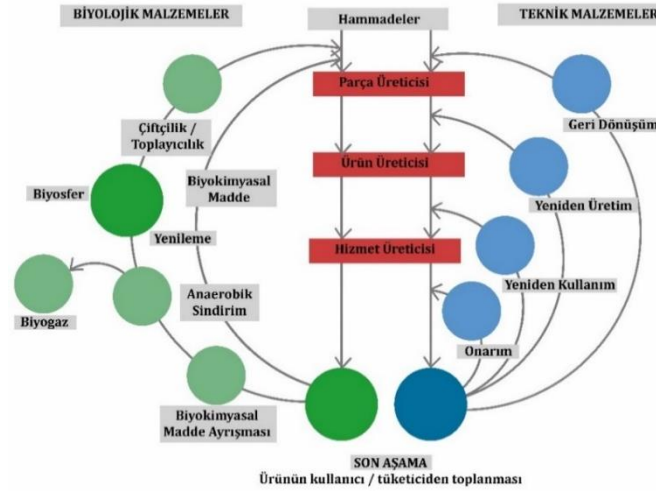 BİYOLOJİK MALZEMELER
Hammadeler
TEKNİK MALZEMELER
Parça Üreticisi
Geri Dönüşüm
Çiftçilik /
Toplayıcılık
Ürün Üreticisi
Biyokimyasal
Madde
Biyosfer
Yeniden Üretim
Yenileme
Hizmet Üreticisi
Yeniden Kullanım
Anaerobik
Sindirim
Biyogaz
Onarım
Biyokimyasal
Madde Ayrışması
SON AŞAMA
Ürünün kullanıcı / tüketiciden toplanması